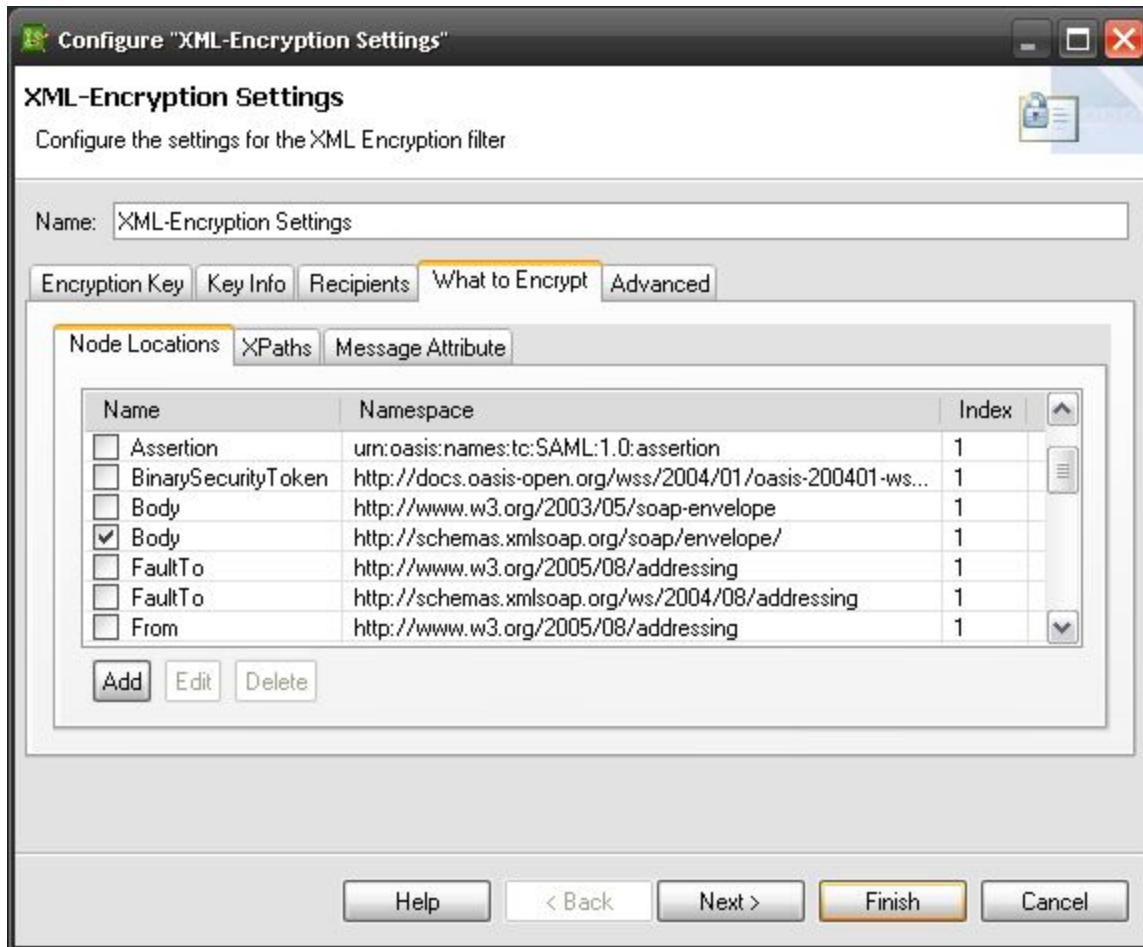 Configure "XML-Encryption Settings"
XML-Encryption Settings
Configure the settings for the XML Encryption filter
Name: XML-Encryption Settings
Encryption Key Key Info Recipients What to Encrypt Advanced
Node Locations XPaths Message Attribute
Name Namespace Index
Assertion urn:oasis:names:tc:SAML:1.0:assertion 1
BinarySecurityToken http://docs.oasis-open.org/wss/2004/01/oasis-200401-ws... 1
Body http://www.w3.org/2003/05/soap-envelope 1
Body http://schemas.xmlsoap.org/soap/envelope/ 1
FaultTo http://www.w3.org/2005/08/addressing 1
FaultTo http://schemas.xmlsoap.org/ws/2004/08/addressing 1
From http://www.w3.org/2005/08/addressing 1
Add Edit Delete
Help < Back Next > Finish Cancel